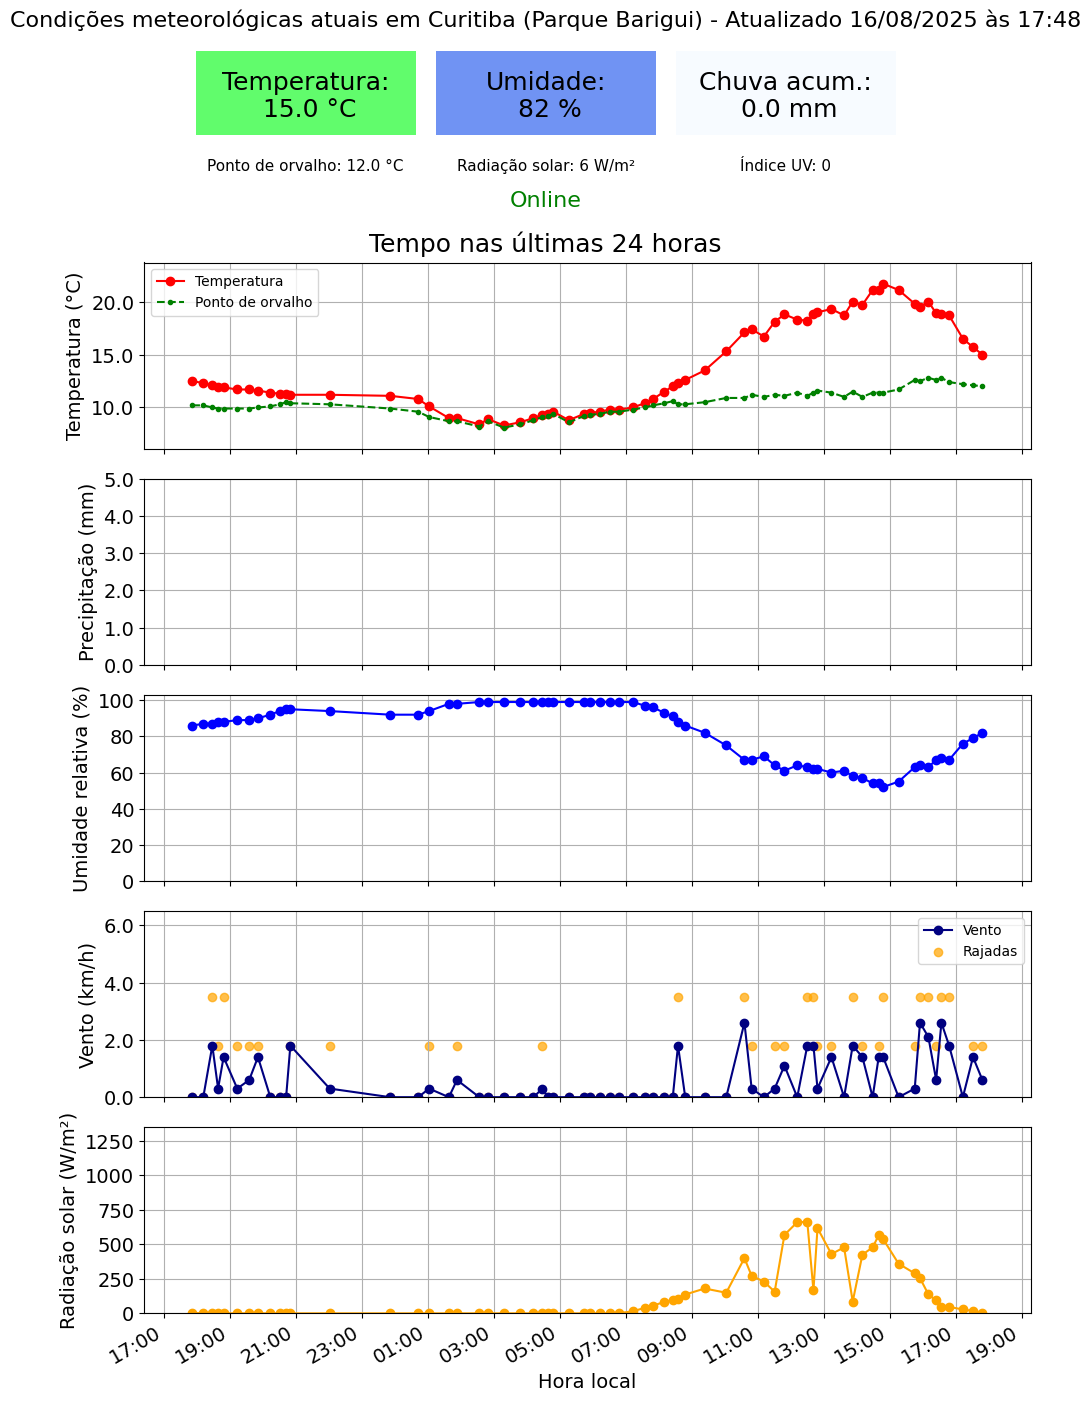 Condições meteorológicas atuais em Curitiba (Parque Barigui) - Atualizado 16/08/2025 às 17:48
Temperatura:
15.0 °C
Umidade:
82 %
Chuva acum.:
0.0 mm
Ponto de orvalho: 12.0 °C
Radiação solar: 6 W/m²
Índice UV: 0
Online
Tempo nas últimas 24 horas
Temperatura (°C)
20.0
15.0
10.0
Temperatura
Ponto de orvalho
Precipitação (mm)
5.0
4.0
3.0
2.0
1.0
0.0
Umidade relativa (%)
100
80
60
40
20
0
Vento (km/h)
6.0
4.0
2.0
0.0
Vento
Rajadas
Radiação solar (W/m²)
1250
1000
750
500
250
0
17:00
19:00
21:00
23:00
01:00
03:00
05:00
07:00
09:00
11:00
13:00
15:00
17:00
19:00
Hora local